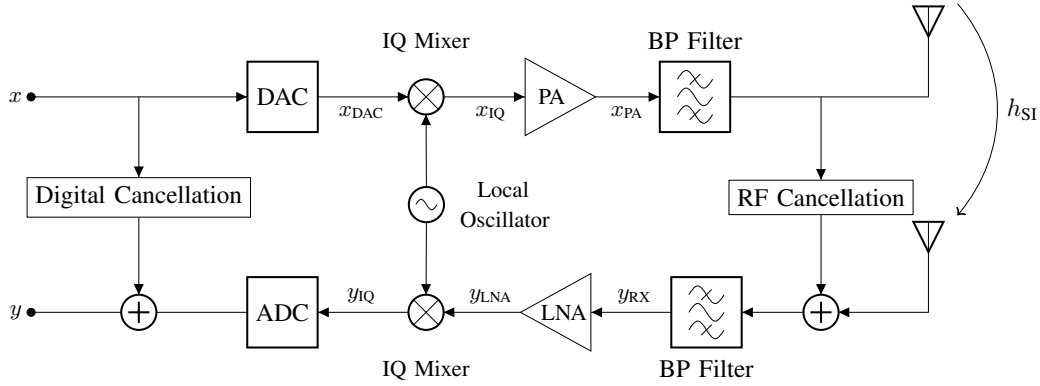 IQ Mixer
BP Filter
x
DAC
x_DAC
x_IQ
PA
x_PA
h_SI
Digital Cancellation
Local
Oscillator
RF Cancellation
y
ADC
y_IQ
y_LNA
LNA
y_RX
IQ Mixer
BP Filter